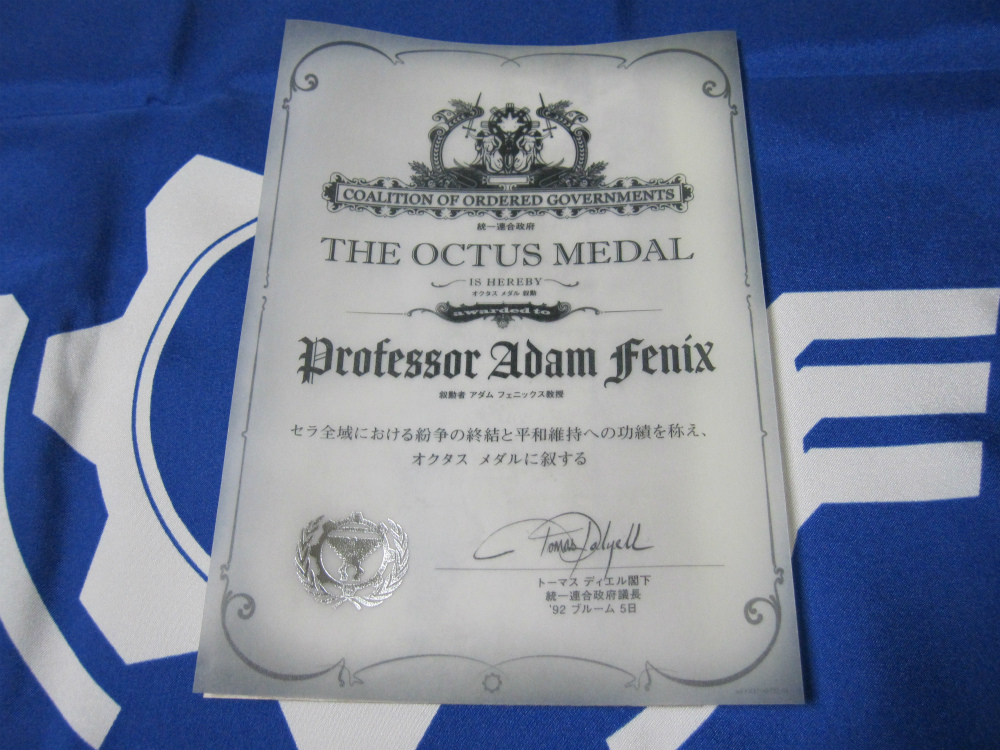 COALITION OF ORDERED GOVERNMENTS
統一連合政府
THE OCTUS MEDAL
IS HEREBY
オクタス メダル 叙勲
awarded to
Professor Adam Fenix
叙勲者 アダム フェニックス教授
セラ全域における紛争の終結と平和維持への功績を称え、
オクタス メダルに叙する
Tomas Dalyell
トーマス ディエル閣下
統一連合政府議長
'92 ブルーム 5日